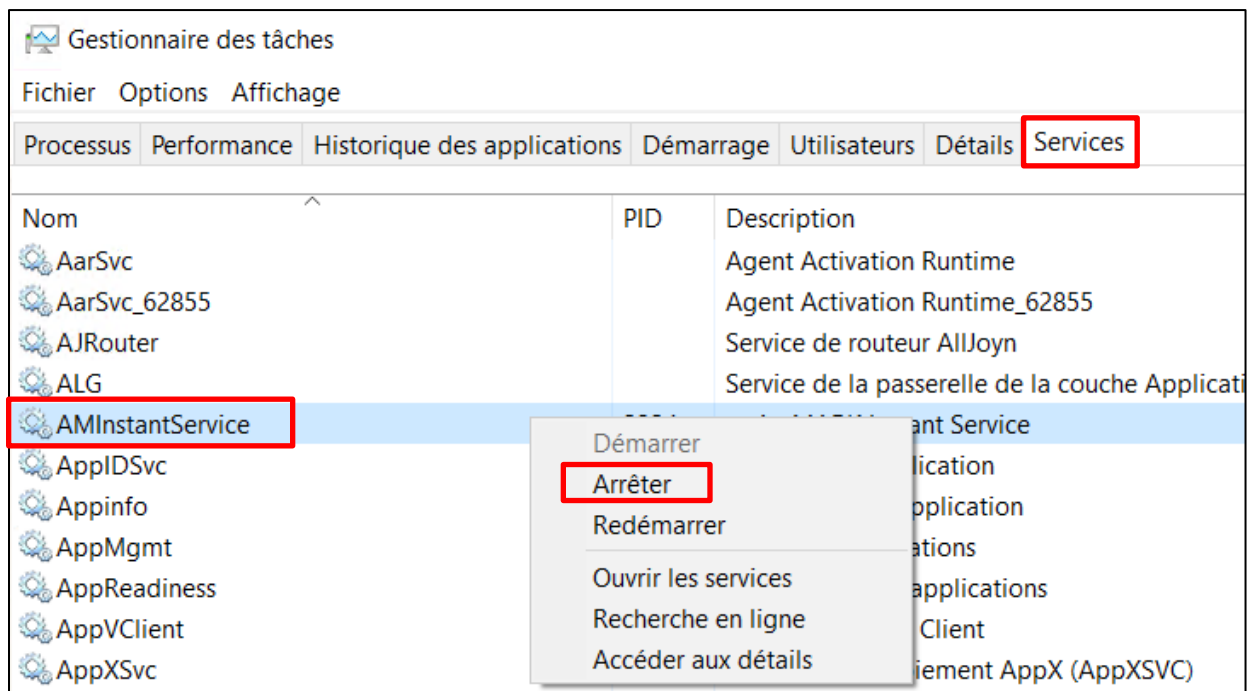 Gestionnaire des tâches
Fichier Options Affichage
Processus Performance Historique des applications Démarrage Utilisateurs Détails Services
Nom PID Description
AarSvc Agent Activation Runtime
AarSvc_62855 Agent Activation Runtime_62855
AJRouter Service de routeur AllJoyn
ALG Service de la passerelle de la couche Applicati
AMInstantService ant Service
Démarrer
AppIDSvc lication
Arrêter
Appinfo pplication
Redémarrer
AppMgmt ations
Ouvrir les services
AppReadiness applications
Recherche en ligne
AppVClient Client
Accéder aux détails
AppXSvc iement AppX (AppXSVC)